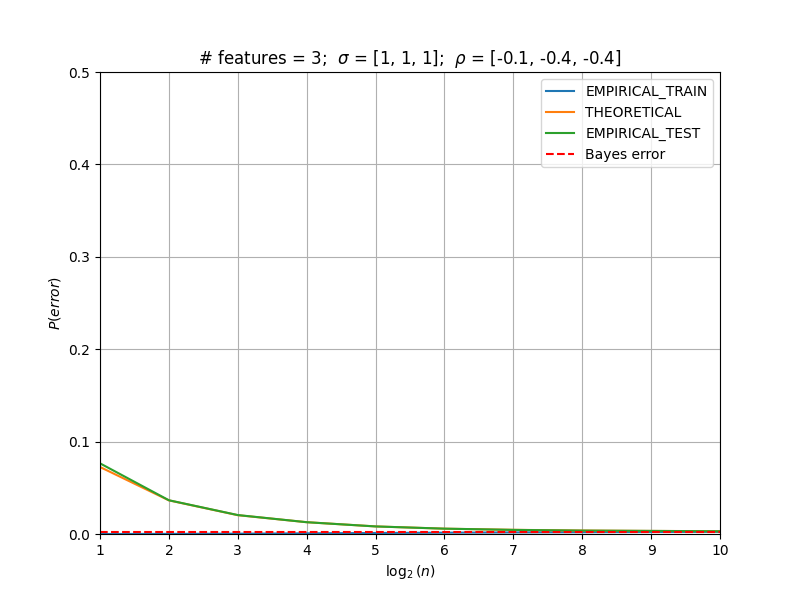 # features = 3; σ = [1, 1, 1]; ρ = [-0.1, -0.4, -0.4]
EMPIRICAL_TRAIN
THEORETICAL
EMPIRICAL_TEST
Bayes error
0.5
0.4
0.3
0.2
0.1
0.0
P(error)
1 2 3 4 5 6 7 8 9 10
log₂(n)